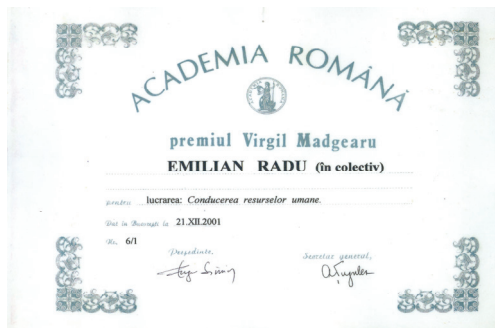 ACADEMIA ROMÂNĂ
premiul Virgil Madgearu
EMILIAN RADU (în colectiv)
pentru lucrarea: Conducerea resurselor umane.
Dat în București la 21.XII.2001
Nr. 6/1
Președinte, Secretar general,